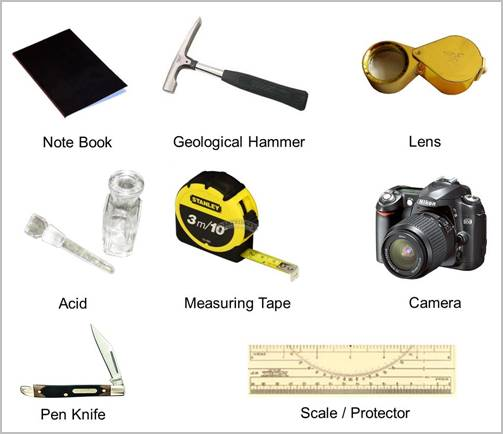 Note Book
Geological Hammer
Lens
STANLEY
3m/10'
Nikon
Acid
Measuring Tape
Camera
Pen Knife
Scale / Protector